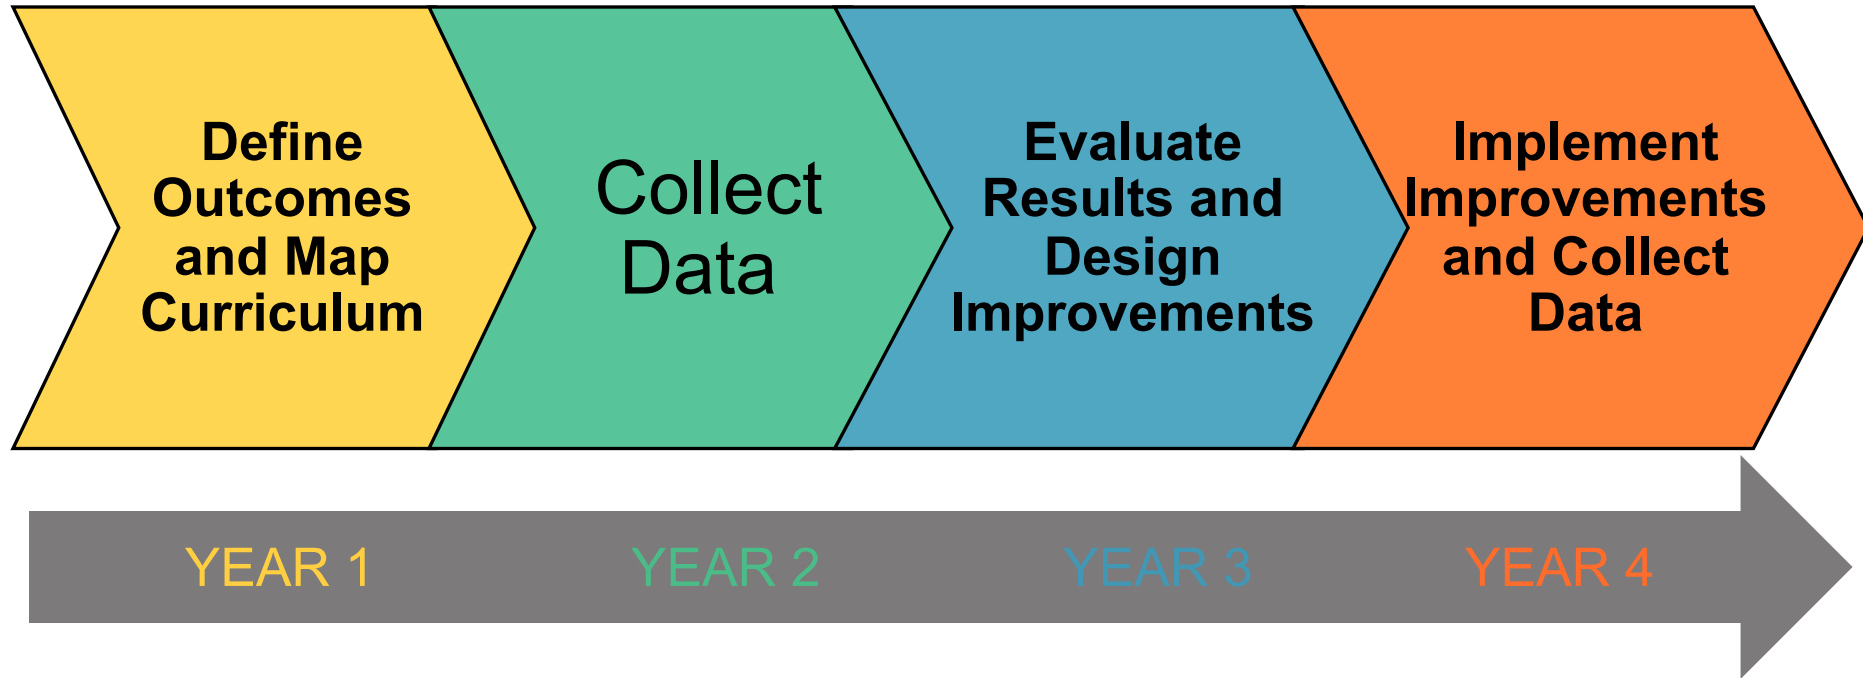 Define
Outcomes
and Map
Curriculum
Collect
Data
Evaluate
Results and
Design
Improvements
Implement
Improvements
and Collect
Data
YEAR 1
YEAR 2
YEAR 3
YEAR 4